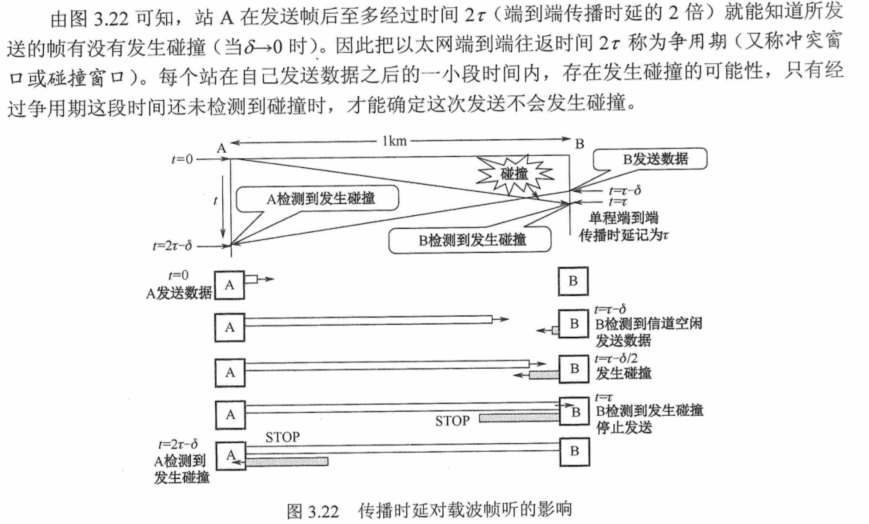 由图 3.22 可知，站 A 在发送帧后至多经过时间 2τ（端到端传播时延的 2 倍）就能知道所发
送的帧有没有发生碰撞（当δ→0 时）。因此把以太网端到端往返时间 2τ 称为争用期（又称冲突窗
口或碰撞窗口）。每个站在自己发送数据之后的一小段时间内，存在发生碰撞的可能性，只有经
过争用期这段时间还未检测到碰撞时，才能确定这次发送不会发生碰撞。
A
1km
B
t=0
碰撞
B发送数据
t
A检测到发生碰撞
t=τ-δ
t=τ
单程端到端
传播时延记为τ
B检测到发生碰撞
t=2τ-δ
t=0
A发送数据
A
B
A
B
t=τ-δ
B检测到信道空闲
发送数据
A
B
t=τ-δ/2
发生碰撞
A
STOP
B
t=τ
B检测到发生碰撞
停止发送
t=2τ-δ
A检测到
发生碰撞
A
STOP
B
图 3.22 传播时延对载波帧听的影响